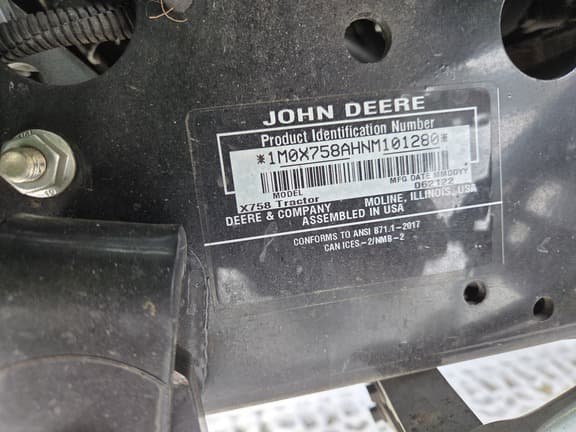 JOHN DEERE
Product Identification Number
*1M0X758AHNM101280*
MODEL MFG DATE MMDDYY
X758 Tractor 062122
DEERE & COMPANY MOLINE, ILLINOIS, USA
ASSEMBLED IN USA
CONFORMS TO ANSI B71.1-2017
CAN ICES-2/NMB-2